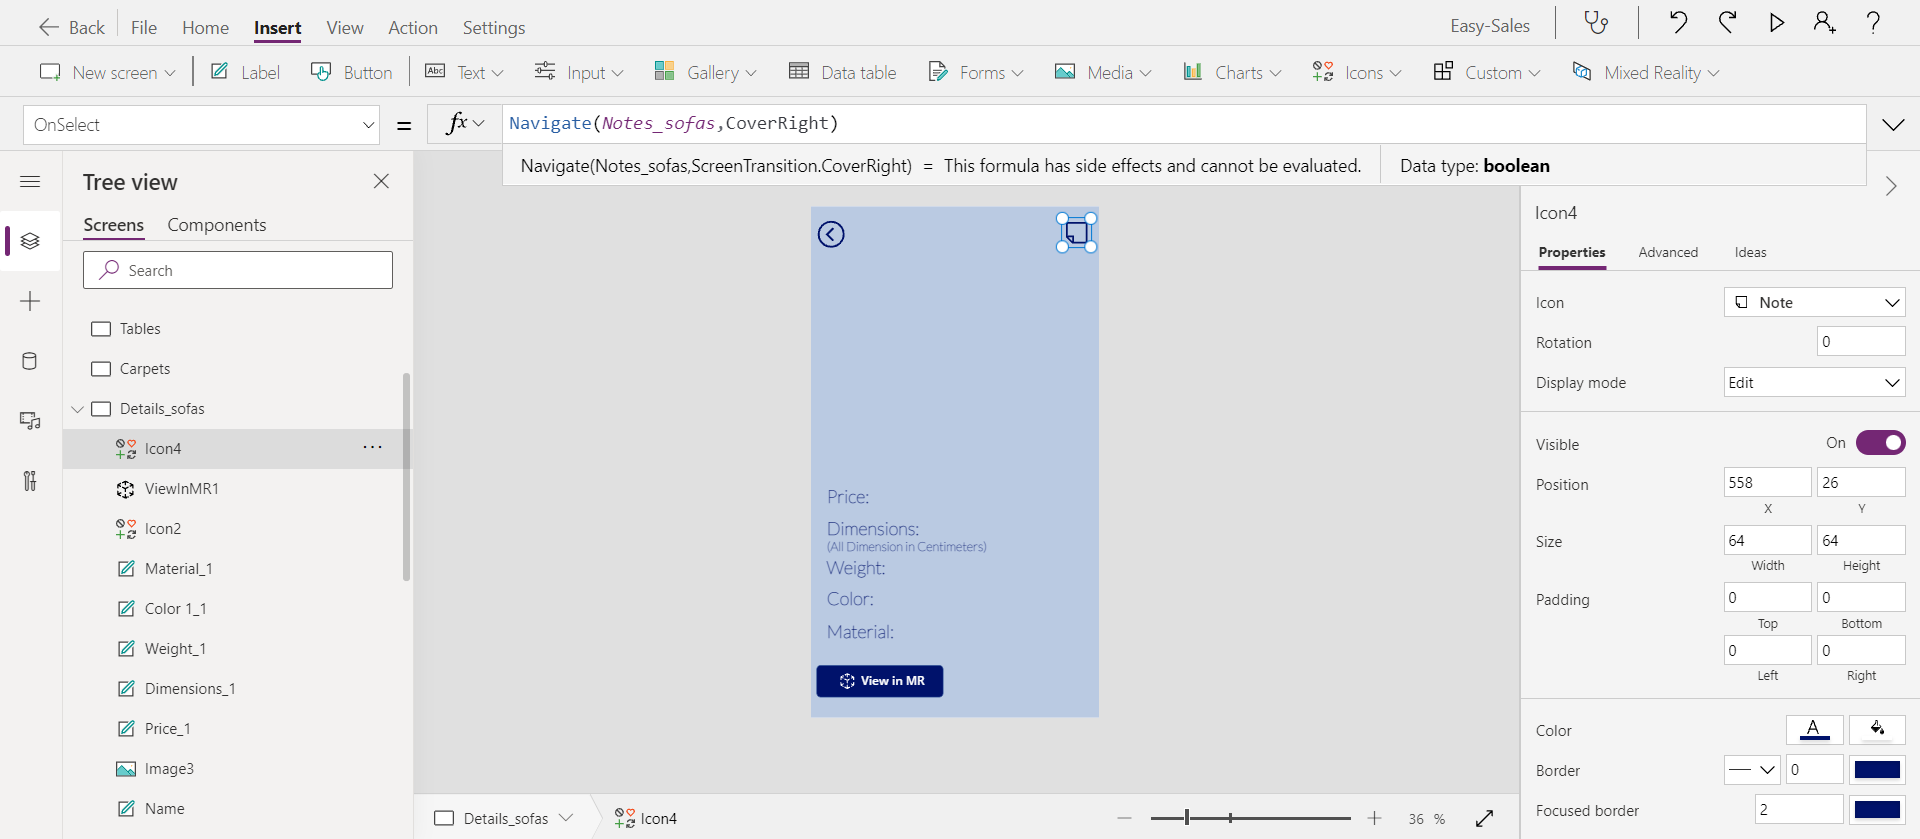 Back File Home Insert View Action Settings Easy-Sales
New screen Label Button Abc Text Input Gallery Data table Forms Media Charts Icons Custom Mixed Reality
OnSelect = fx Navigate(Notes_sofas,CoverRight)
Navigate(Notes_sofas,ScreenTransition.CoverRight) = This formula has side effects and cannot be evaluated. Data type: boolean
Tree view
Screens Components
Search
Tables
Carpets
Details_sofas
Icon4 ...
ViewInMR1
Icon2
Material_1
Color 1_1
Weight_1
Dimensions_1
Price_1
Image3
Name
Price:
Dimensions:
(All Dimension in Centimeters)
Weight:
Color:
Material:
View in MR
Details_sofas Icon4 36 %
Icon4
Properties Advanced Ideas
Icon Note
Rotation 0
Display mode Edit
Visible On
Position 558 26
X Y
Size 64 64
Width Height
Padding 0 0
Top Bottom
0 0
Left Right
Color A
Border 0
Focused border 2